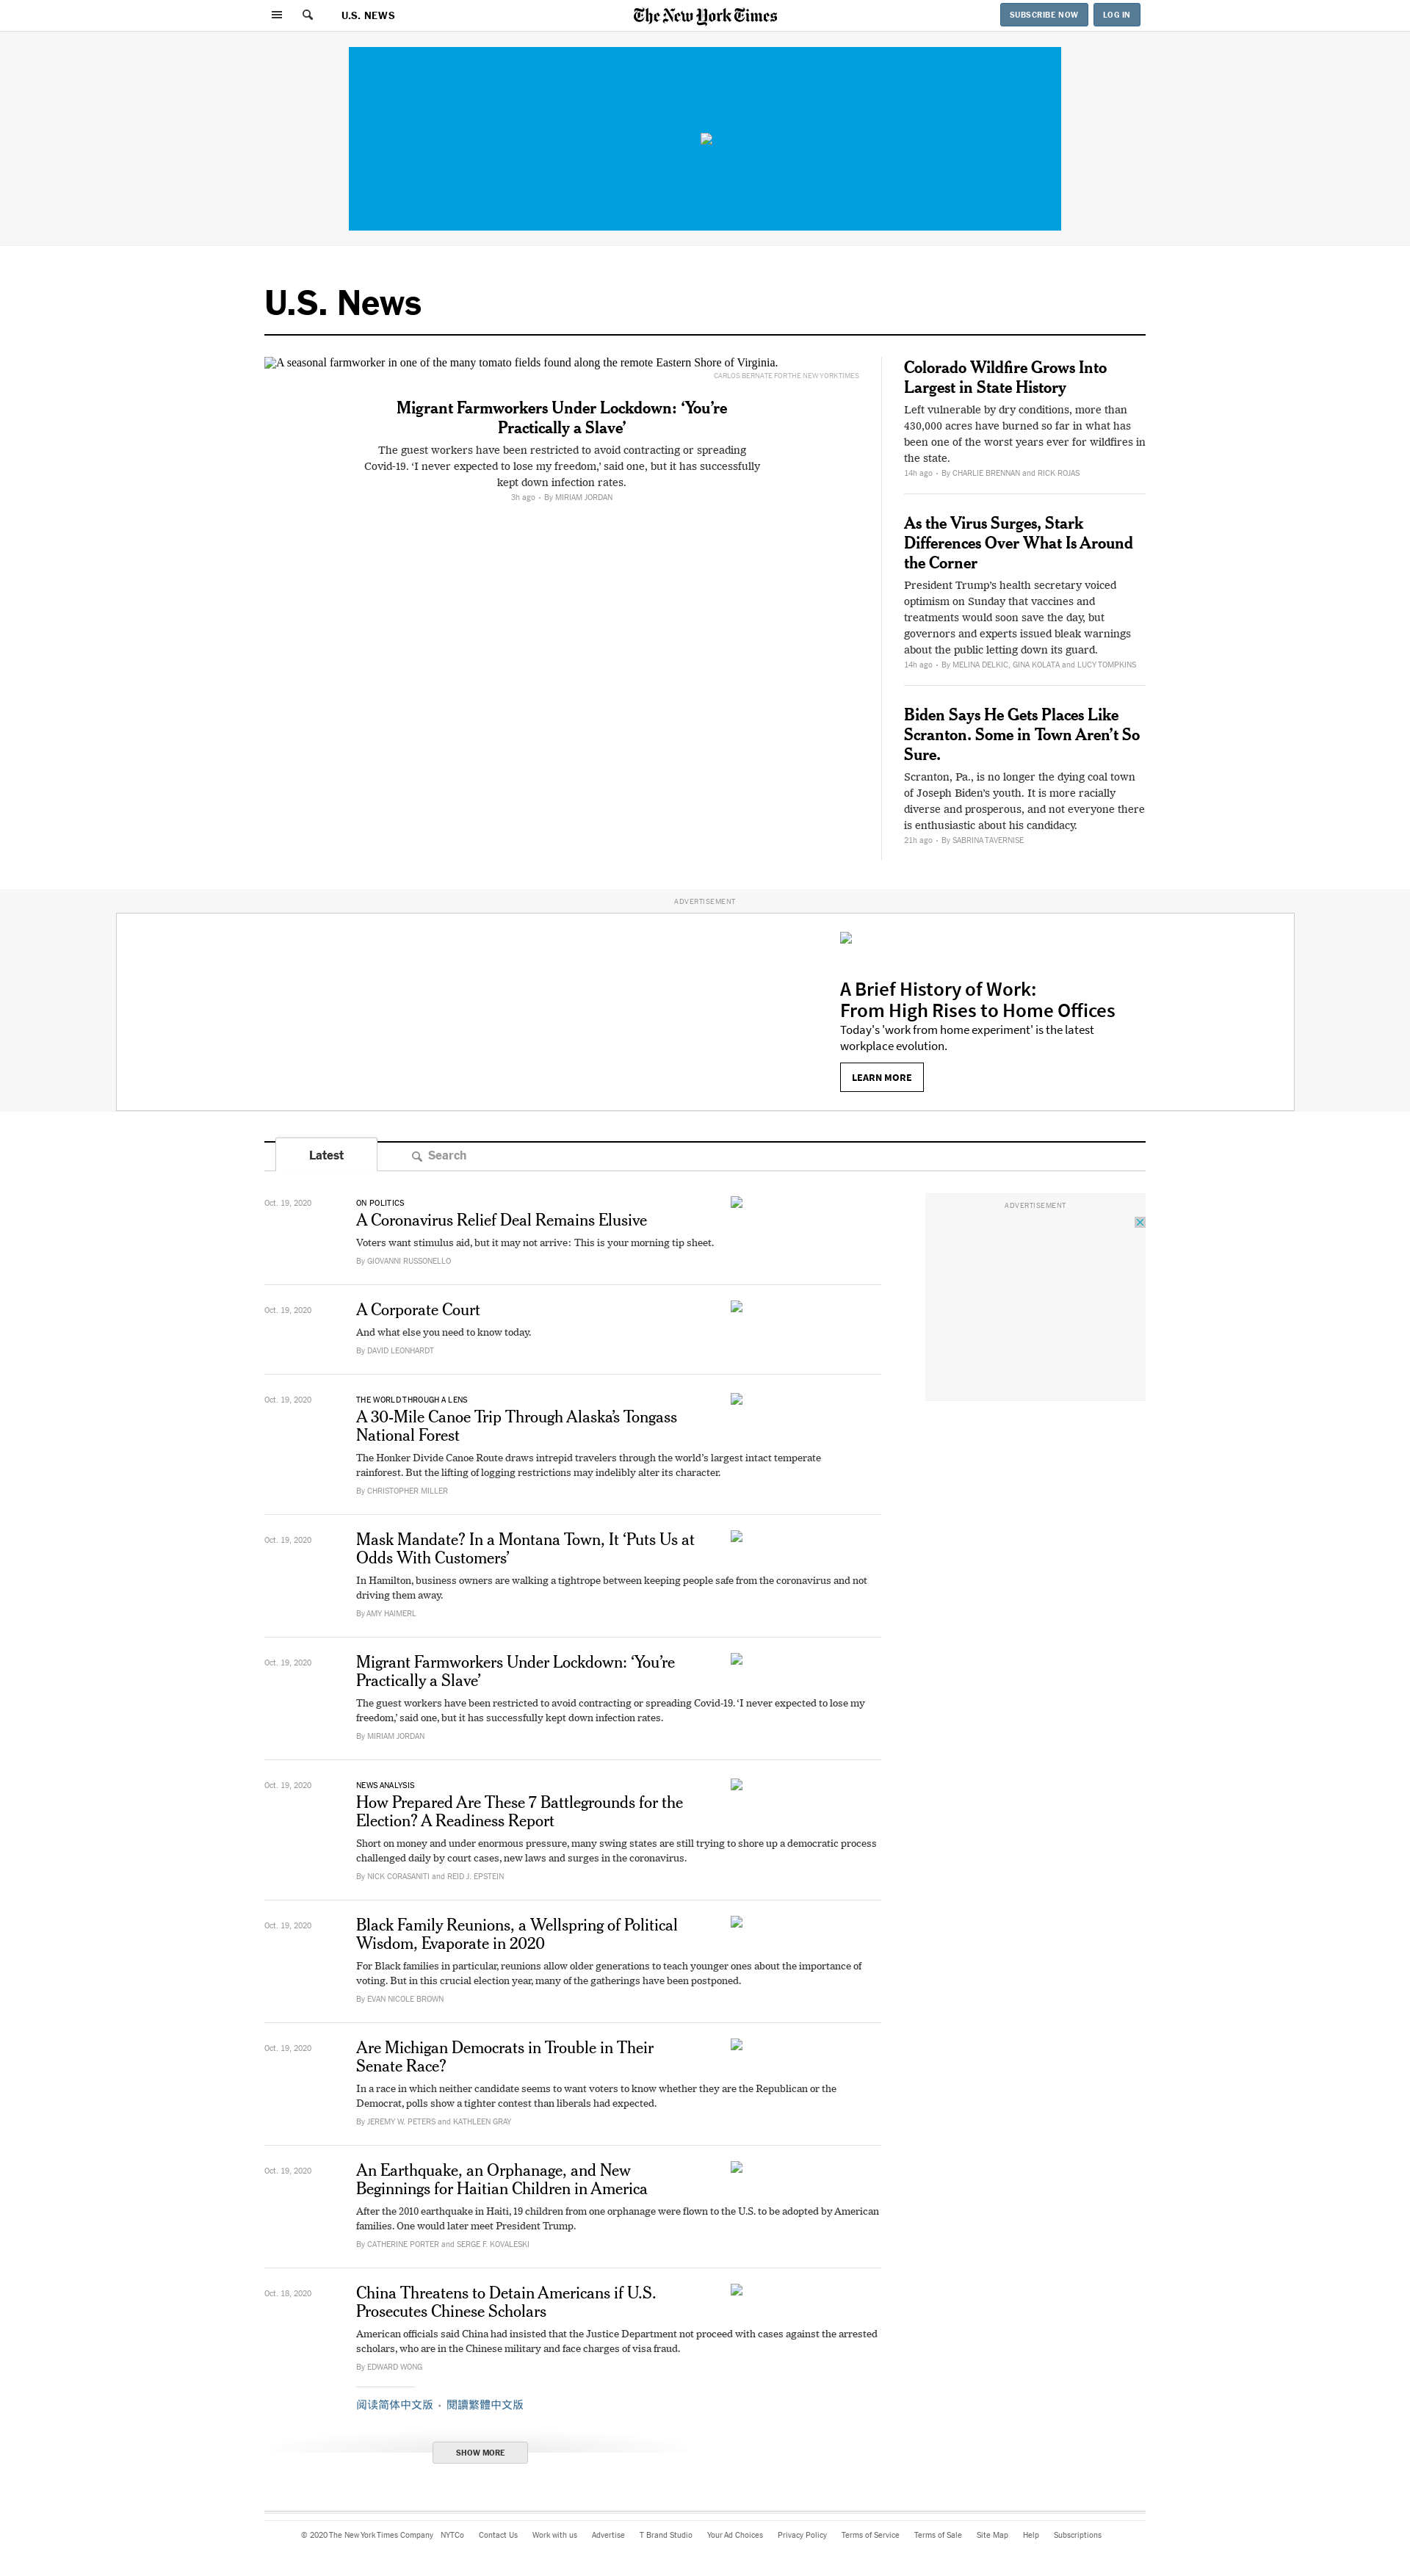 U.S. NEWS
The New York Times
SUBSCRIBE NOW
LOG IN
U.S. News
A seasonal farmworker in one of the many tomato fields found along the remote Eastern Shore of Virginia.
CARLOS BERNATE FOR THE NEW YORK TIMES
Migrant Farmworkers Under Lockdown: ‘You’re
Practically a Slave’
The guest workers have been restricted to avoid contracting or spreading
Covid-19. ‘I never expected to lose my freedom,’ said one, but it has successfully
kept down infection rates.
3h ago • By MIRIAM JORDAN
Colorado Wildfire Grows Into
Largest in State History
Left vulnerable by dry conditions, more than
430,000 acres have burned so far in what has
been one of the worst years ever for wildfires in
the state.
14h ago • By CHARLIE BRENNAN and RICK ROJAS
As the Virus Surges, Stark
Differences Over What Is Around
the Corner
President Trump’s health secretary voiced
optimism on Sunday that vaccines and
treatments would soon save the day, but
governors and experts issued bleak warnings
about the public letting down its guard.
14h ago • By MELINA DELKIC, GINA KOLATA and LUCY TOMPKINS
Biden Says He Gets Places Like
Scranton. Some in Town Aren’t So
Sure.
Scranton, Pa., is no longer the dying coal town
of Joseph Biden’s youth. It is more racially
diverse and prosperous, and not everyone there
is enthusiastic about his candidacy.
21h ago • By SABRINA TAVERNISE
ADVERTISEMENT
A Brief History of Work:
From High Rises to Home Offices
Today's 'work from home experiment' is the latest
workplace evolution.
LEARN MORE
Latest
Search
ADVERTISEMENT
Oct. 19, 2020
ON POLITICS
A Coronavirus Relief Deal Remains Elusive
Voters want stimulus aid, but it may not arrive: This is your morning tip sheet.
By GIOVANNI RUSSONELLO
Oct. 19, 2020
A Corporate Court
And what else you need to know today.
By DAVID LEONHARDT
Oct. 19, 2020
THE WORLD THROUGH A LENS
A 30-Mile Canoe Trip Through Alaska’s Tongass
National Forest
The Honker Divide Canoe Route draws intrepid travelers through the world’s largest intact temperate
rainforest. But the lifting of logging restrictions may indelibly alter its character.
By CHRISTOPHER MILLER
Oct. 19, 2020
Mask Mandate? In a Montana Town, It ‘Puts Us at
Odds With Customers’
In Hamilton, business owners are walking a tightrope between keeping people safe from the coronavirus and not
driving them away.
By AMY HAIMERL
Oct. 19, 2020
Migrant Farmworkers Under Lockdown: ‘You’re
Practically a Slave’
The guest workers have been restricted to avoid contracting or spreading Covid-19. ‘I never expected to lose my
freedom,’ said one, but it has successfully kept down infection rates.
By MIRIAM JORDAN
Oct. 19, 2020
NEWS ANALYSIS
How Prepared Are These 7 Battlegrounds for the
Election? A Readiness Report
Short on money and under enormous pressure, many swing states are still trying to shore up a democratic process
challenged daily by court cases, new laws and surges in the coronavirus.
By NICK CORASANITI and REID J. EPSTEIN
Oct. 19, 2020
Black Family Reunions, a Wellspring of Political
Wisdom, Evaporate in 2020
For Black families in particular, reunions allow older generations to teach younger ones about the importance of
voting. But in this crucial election year, many of the gatherings have been postponed.
By EVAN NICOLE BROWN
Oct. 19, 2020
Are Michigan Democrats in Trouble in Their
Senate Race?
In a race in which neither candidate seems to want voters to know whether they are the Republican or the
Democrat, polls show a tighter contest than liberals had expected.
By JEREMY W. PETERS and KATHLEEN GRAY
Oct. 19, 2020
An Earthquake, an Orphanage, and New
Beginnings for Haitian Children in America
After the 2010 earthquake in Haiti, 19 children from one orphanage were flown to the U.S. to be adopted by American
families. One would later meet President Trump.
By CATHERINE PORTER and SERGE F. KOVALESKI
Oct. 18, 2020
China Threatens to Detain Americans if U.S.
Prosecutes Chinese Scholars
American officials said China had insisted that the Justice Department not proceed with cases against the arrested
scholars, who are in the Chinese military and face charges of visa fraud.
By EDWARD WONG
阅读简体中文版 • 閱讀繁體中文版
SHOW MORE
© 2020 The New York Times Company NYTCo Contact Us Work with us Advertise T Brand Studio Your Ad Choices Privacy Policy Terms of Service Terms of Sale Site Map Help Subscriptions